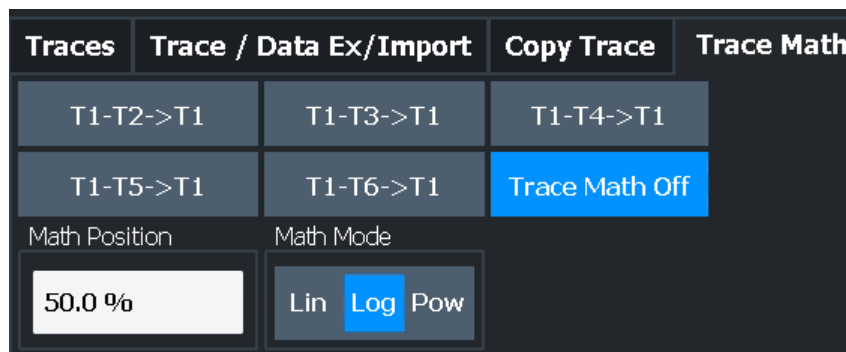 Traces Trace / Data Ex/Import Copy Trace Trace Math
T1-T2->T1 T1-T3->T1 T1-T4->T1
T1-T5->T1 T1-T6->T1 Trace Math Off
Math Position Math Mode
50.0 % Lin Log Pow